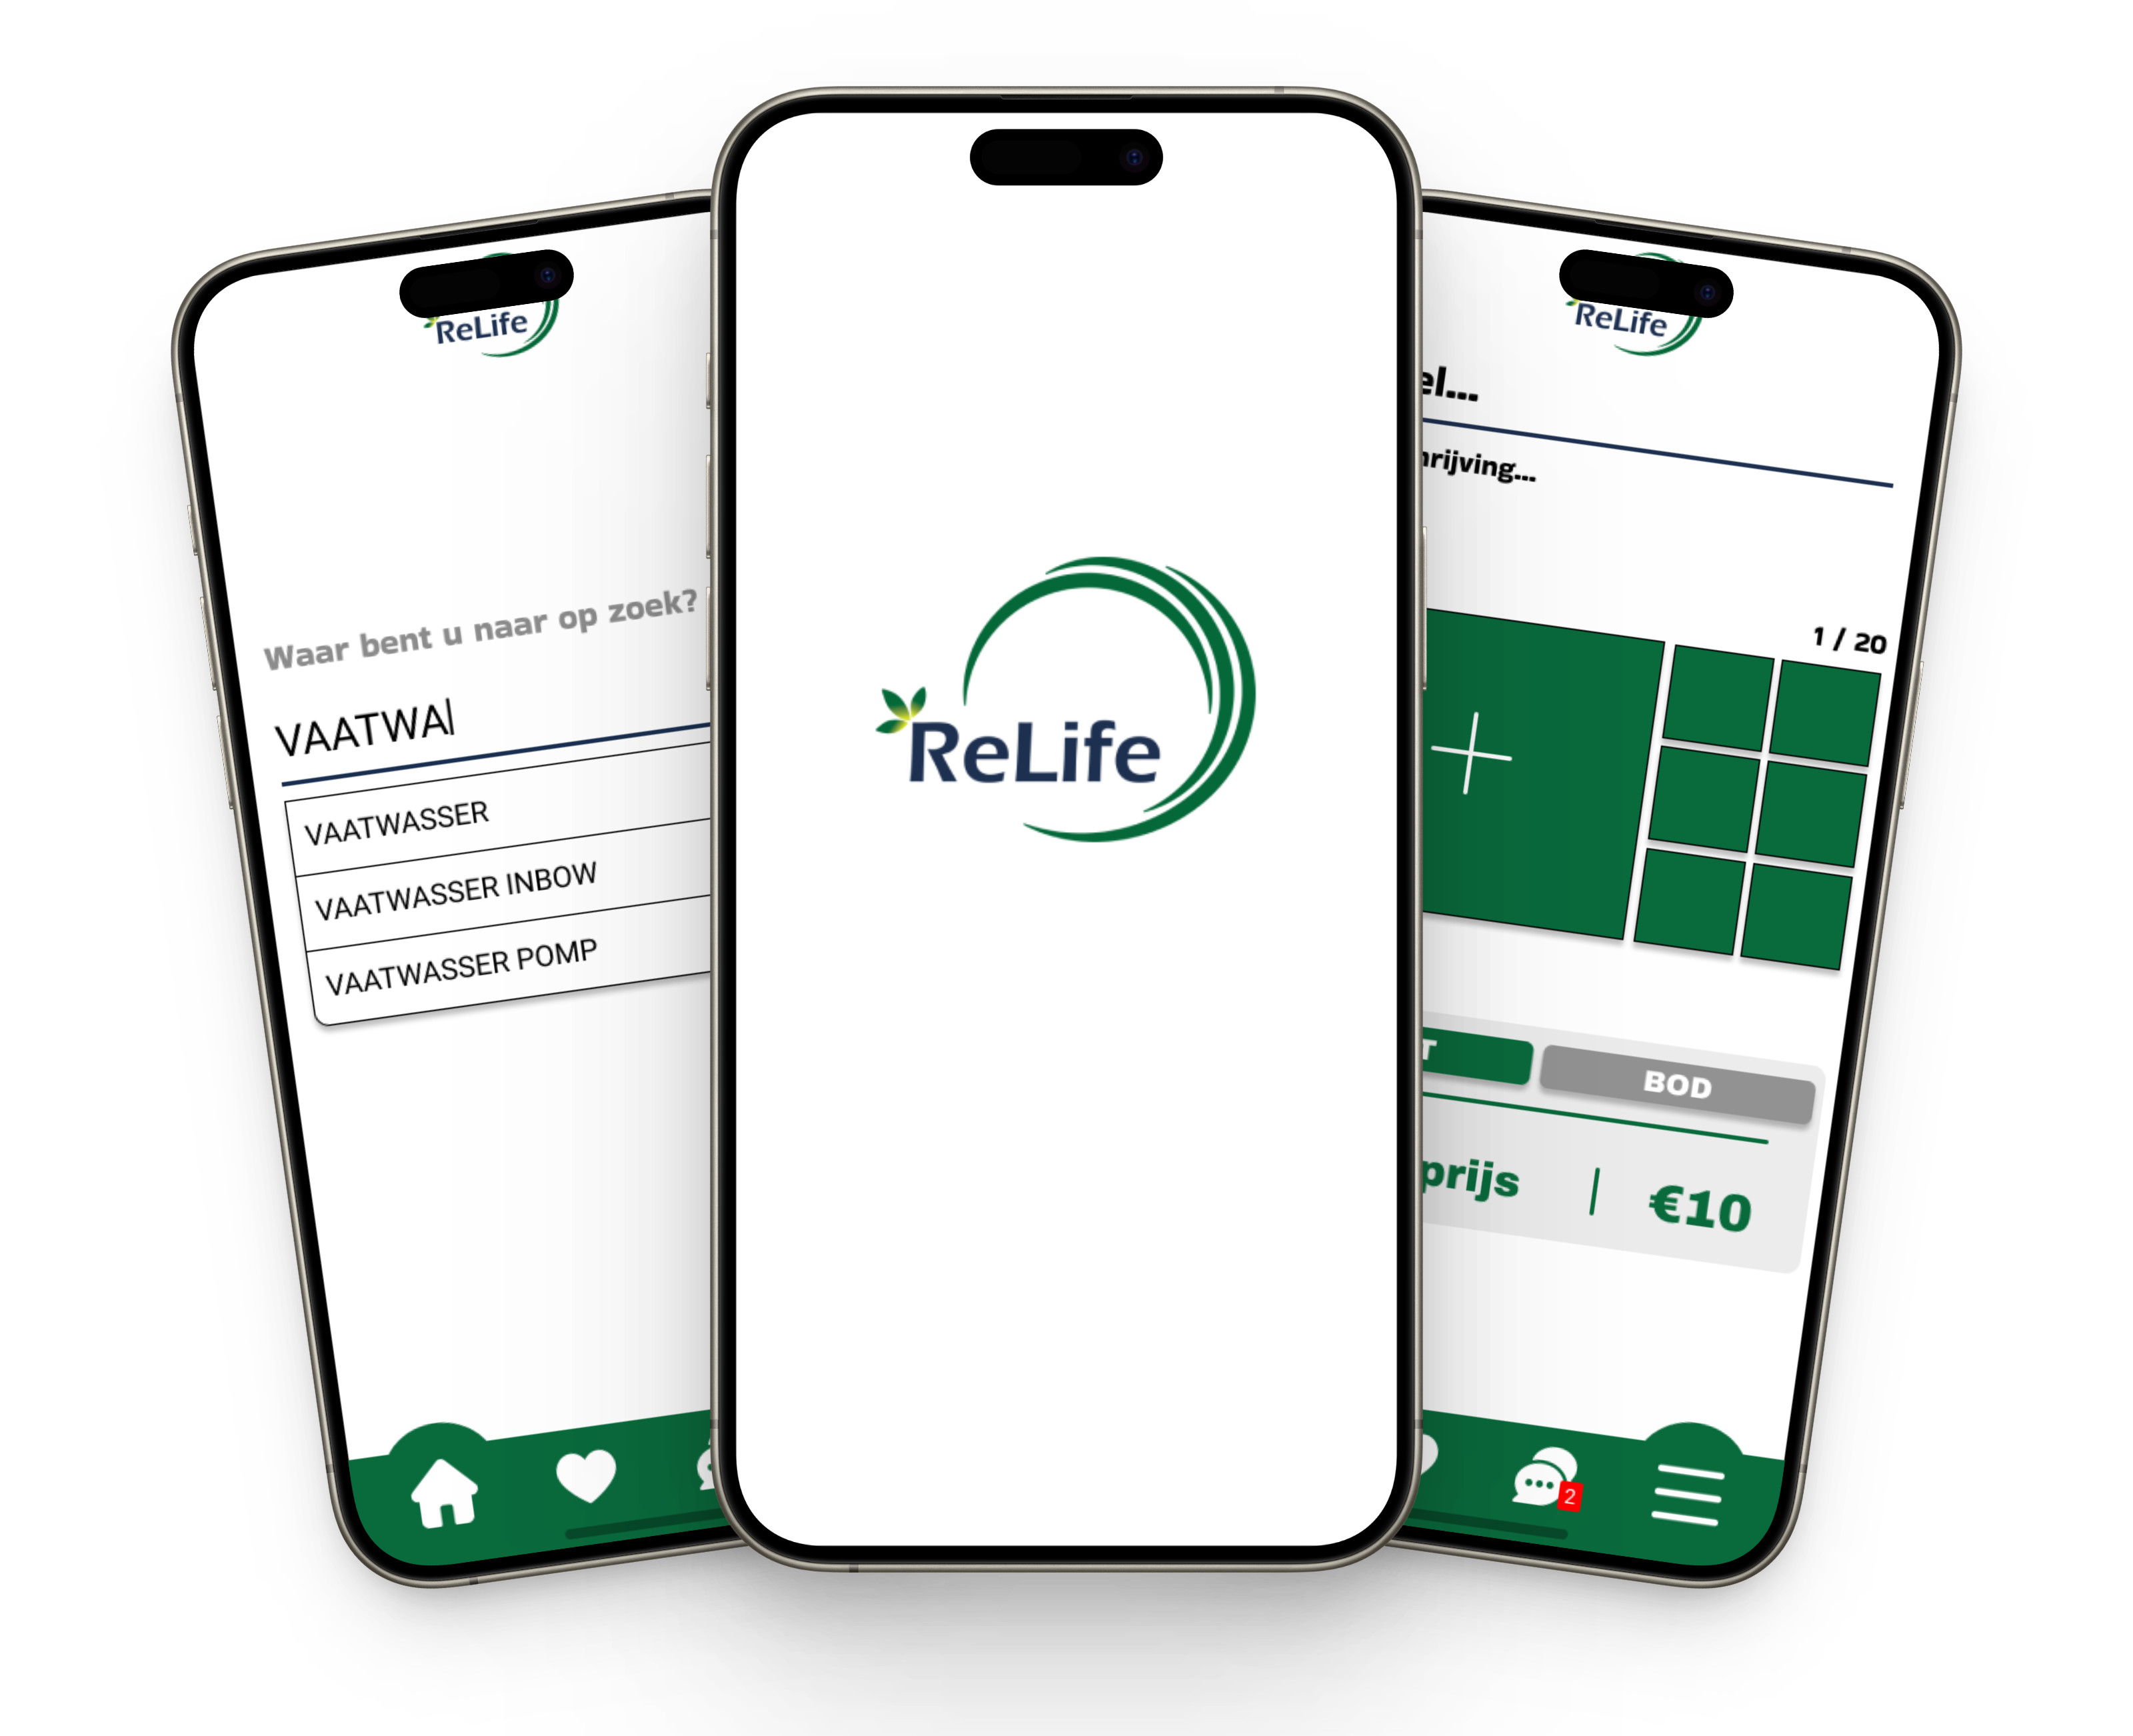 ReLife
Waar bent u naar op zoek?
VAATWA
VAATWASSER
VAATWASSER INBOW
VAATWASSER POMP
ReLife
ReLife
el...
hrijving...
1 / 20
T
BOD
prijs
€10
2